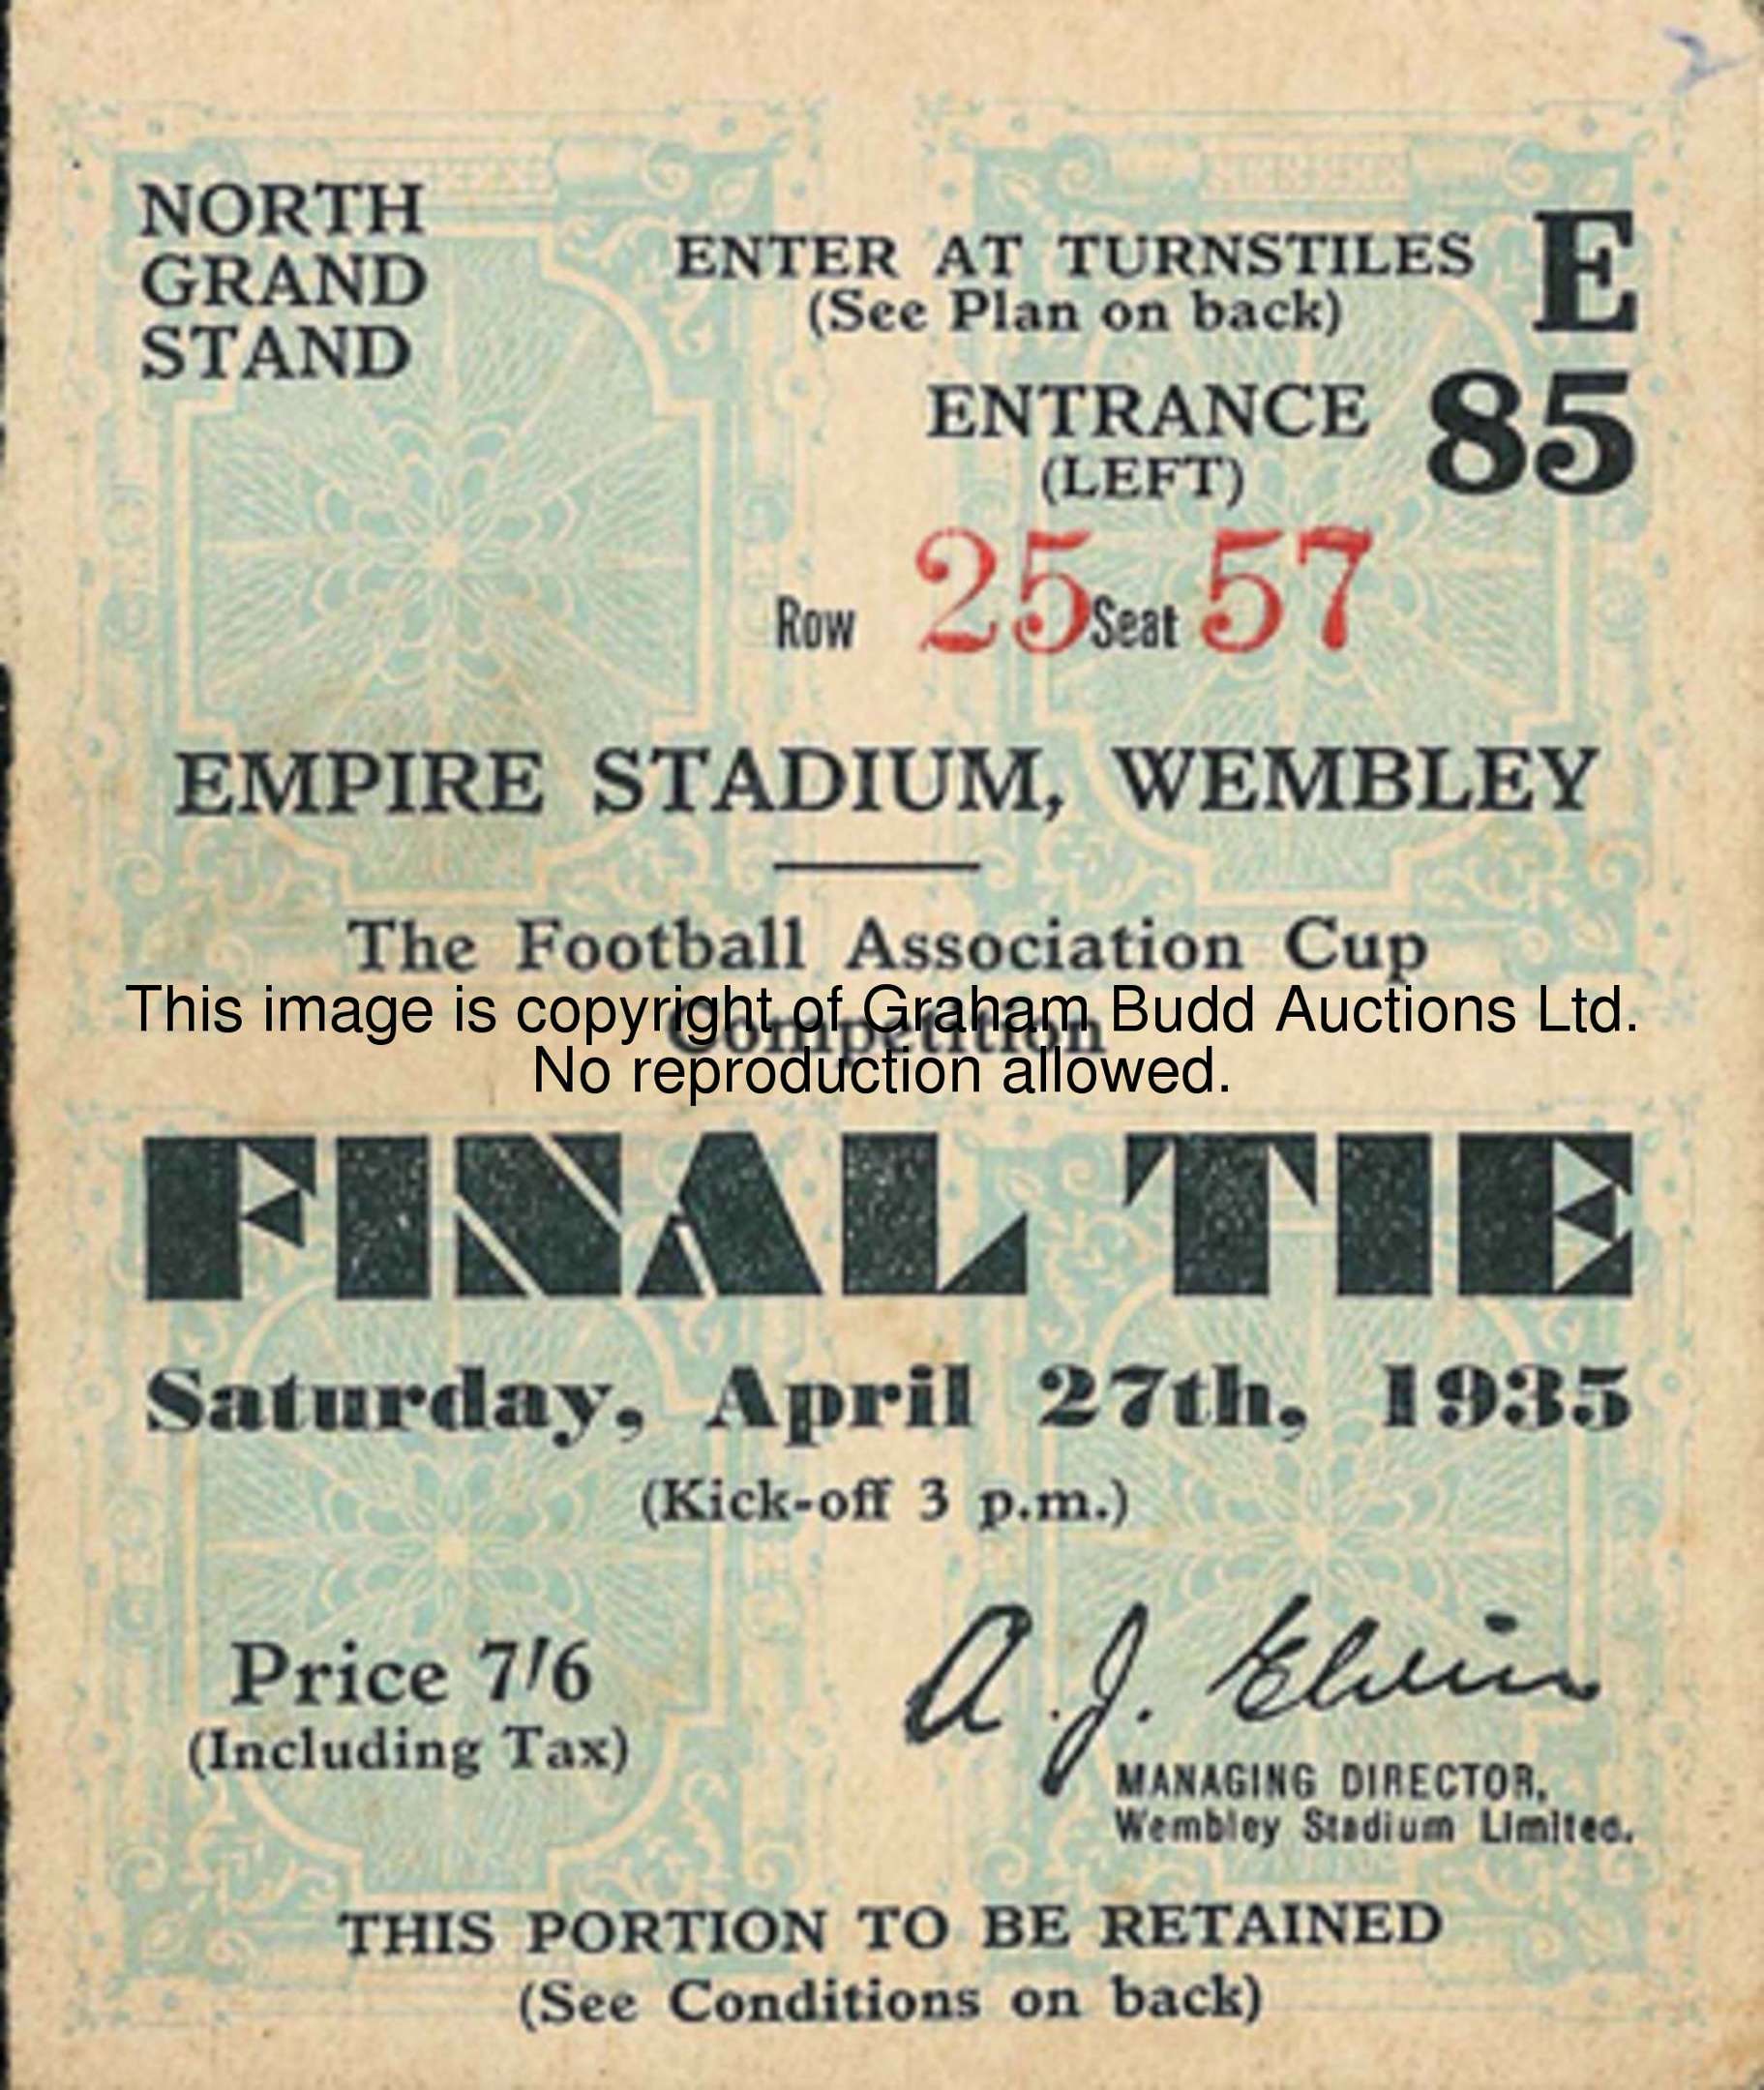 NORTH
GRAND
STAND
ENTER AT TURNSTILES E
(See Plan on back)
ENTRANCE 85
(LEFT)
Row 25 Seat 57
EMPIRE STADIUM, WEMBLEY
The Football Association Cup
Competition
This image is copyright of Graham Budd Auctions Ltd.
No reproduction allowed.
FINAL TIE
Saturday, April 27th, 1935
(Kick-off 3 p.m.)
Price 7/6
(Including Tax)
A. J. Elvin
MANAGING DIRECTOR,
Wembley Stadium Limited.
THIS PORTION TO BE RETAINED
(See Conditions on back)